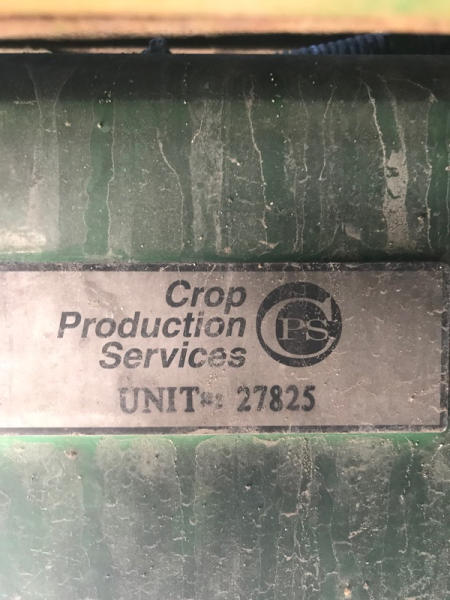 Crop
Production
Services
CPS
UNIT#: 27825